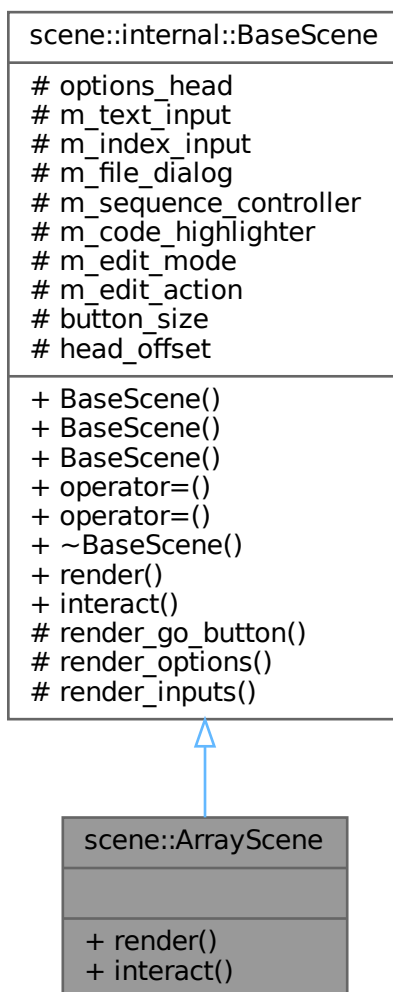 scene::internal::BaseScene
# options_head
# m_text_input
# m_index_input
# m_file_dialog
# m_sequence_controller
# m_code_highlighter
# m_edit_mode
# m_edit_action
# button_size
# head_offset
+ BaseScene()
+ BaseScene()
+ BaseScene()
+ operator=()
+ operator=()
+ ~BaseScene()
+ render()
+ interact()
# render_go_button()
# render_options()
# render_inputs()
scene::ArrayScene
+ render()
+ interact()